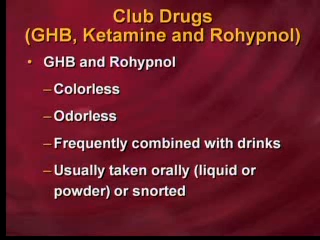 Club Drugs
(GHB, Ketamine and Rohypnol)
• GHB and Rohypnol
– Colorless
– Odorless
– Frequently combined with drinks
– Usually taken orally (liquid or
powder) or snorted